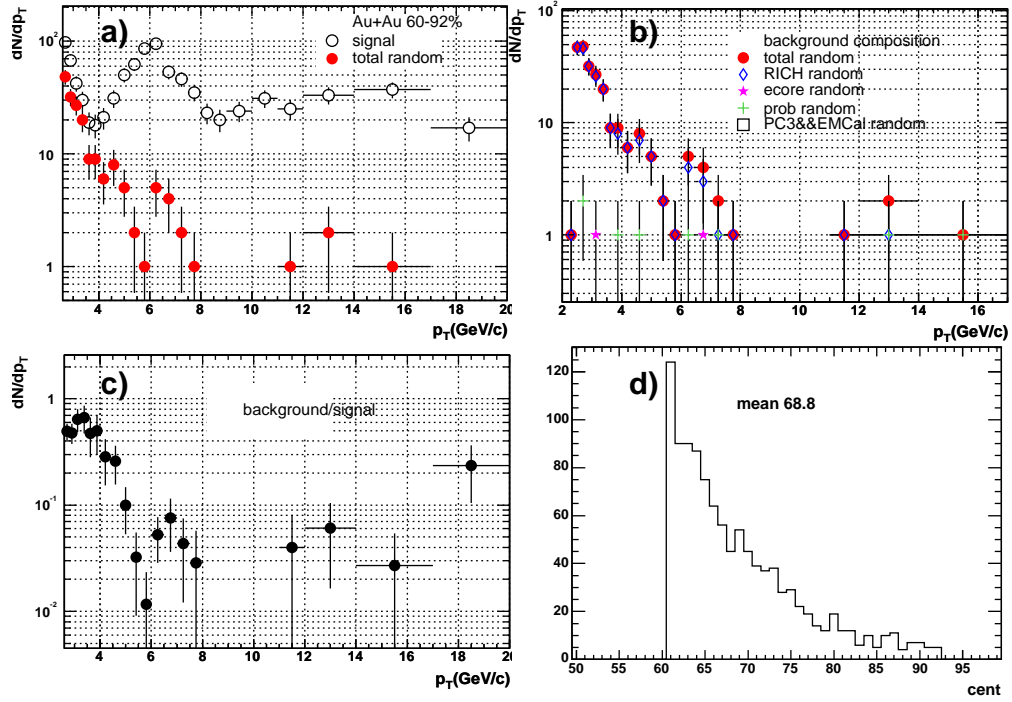 a)
Au+Au 60-92%
signal
total random
dN/dp_T
10^2
10
1
4 6 8 10 12 14 16 18 20
p_T(GeV/c)
b)
background composition
total random
RICH random
ecore random
prob random
PC3&&EMCal random
dN/dp_T
10^2
10
1
2 4 6 8 10 12 14 16
p_T(GeV/c)
c)
background/signal
dN/dp_T
1
10^-1
10^-2
4 6 8 10 12 14 16 18 20
p_T(GeV/c)
d)
mean 68.8
120
100
80
60
40
20
0
50 55 60 65 70 75 80 85 90 95
cent